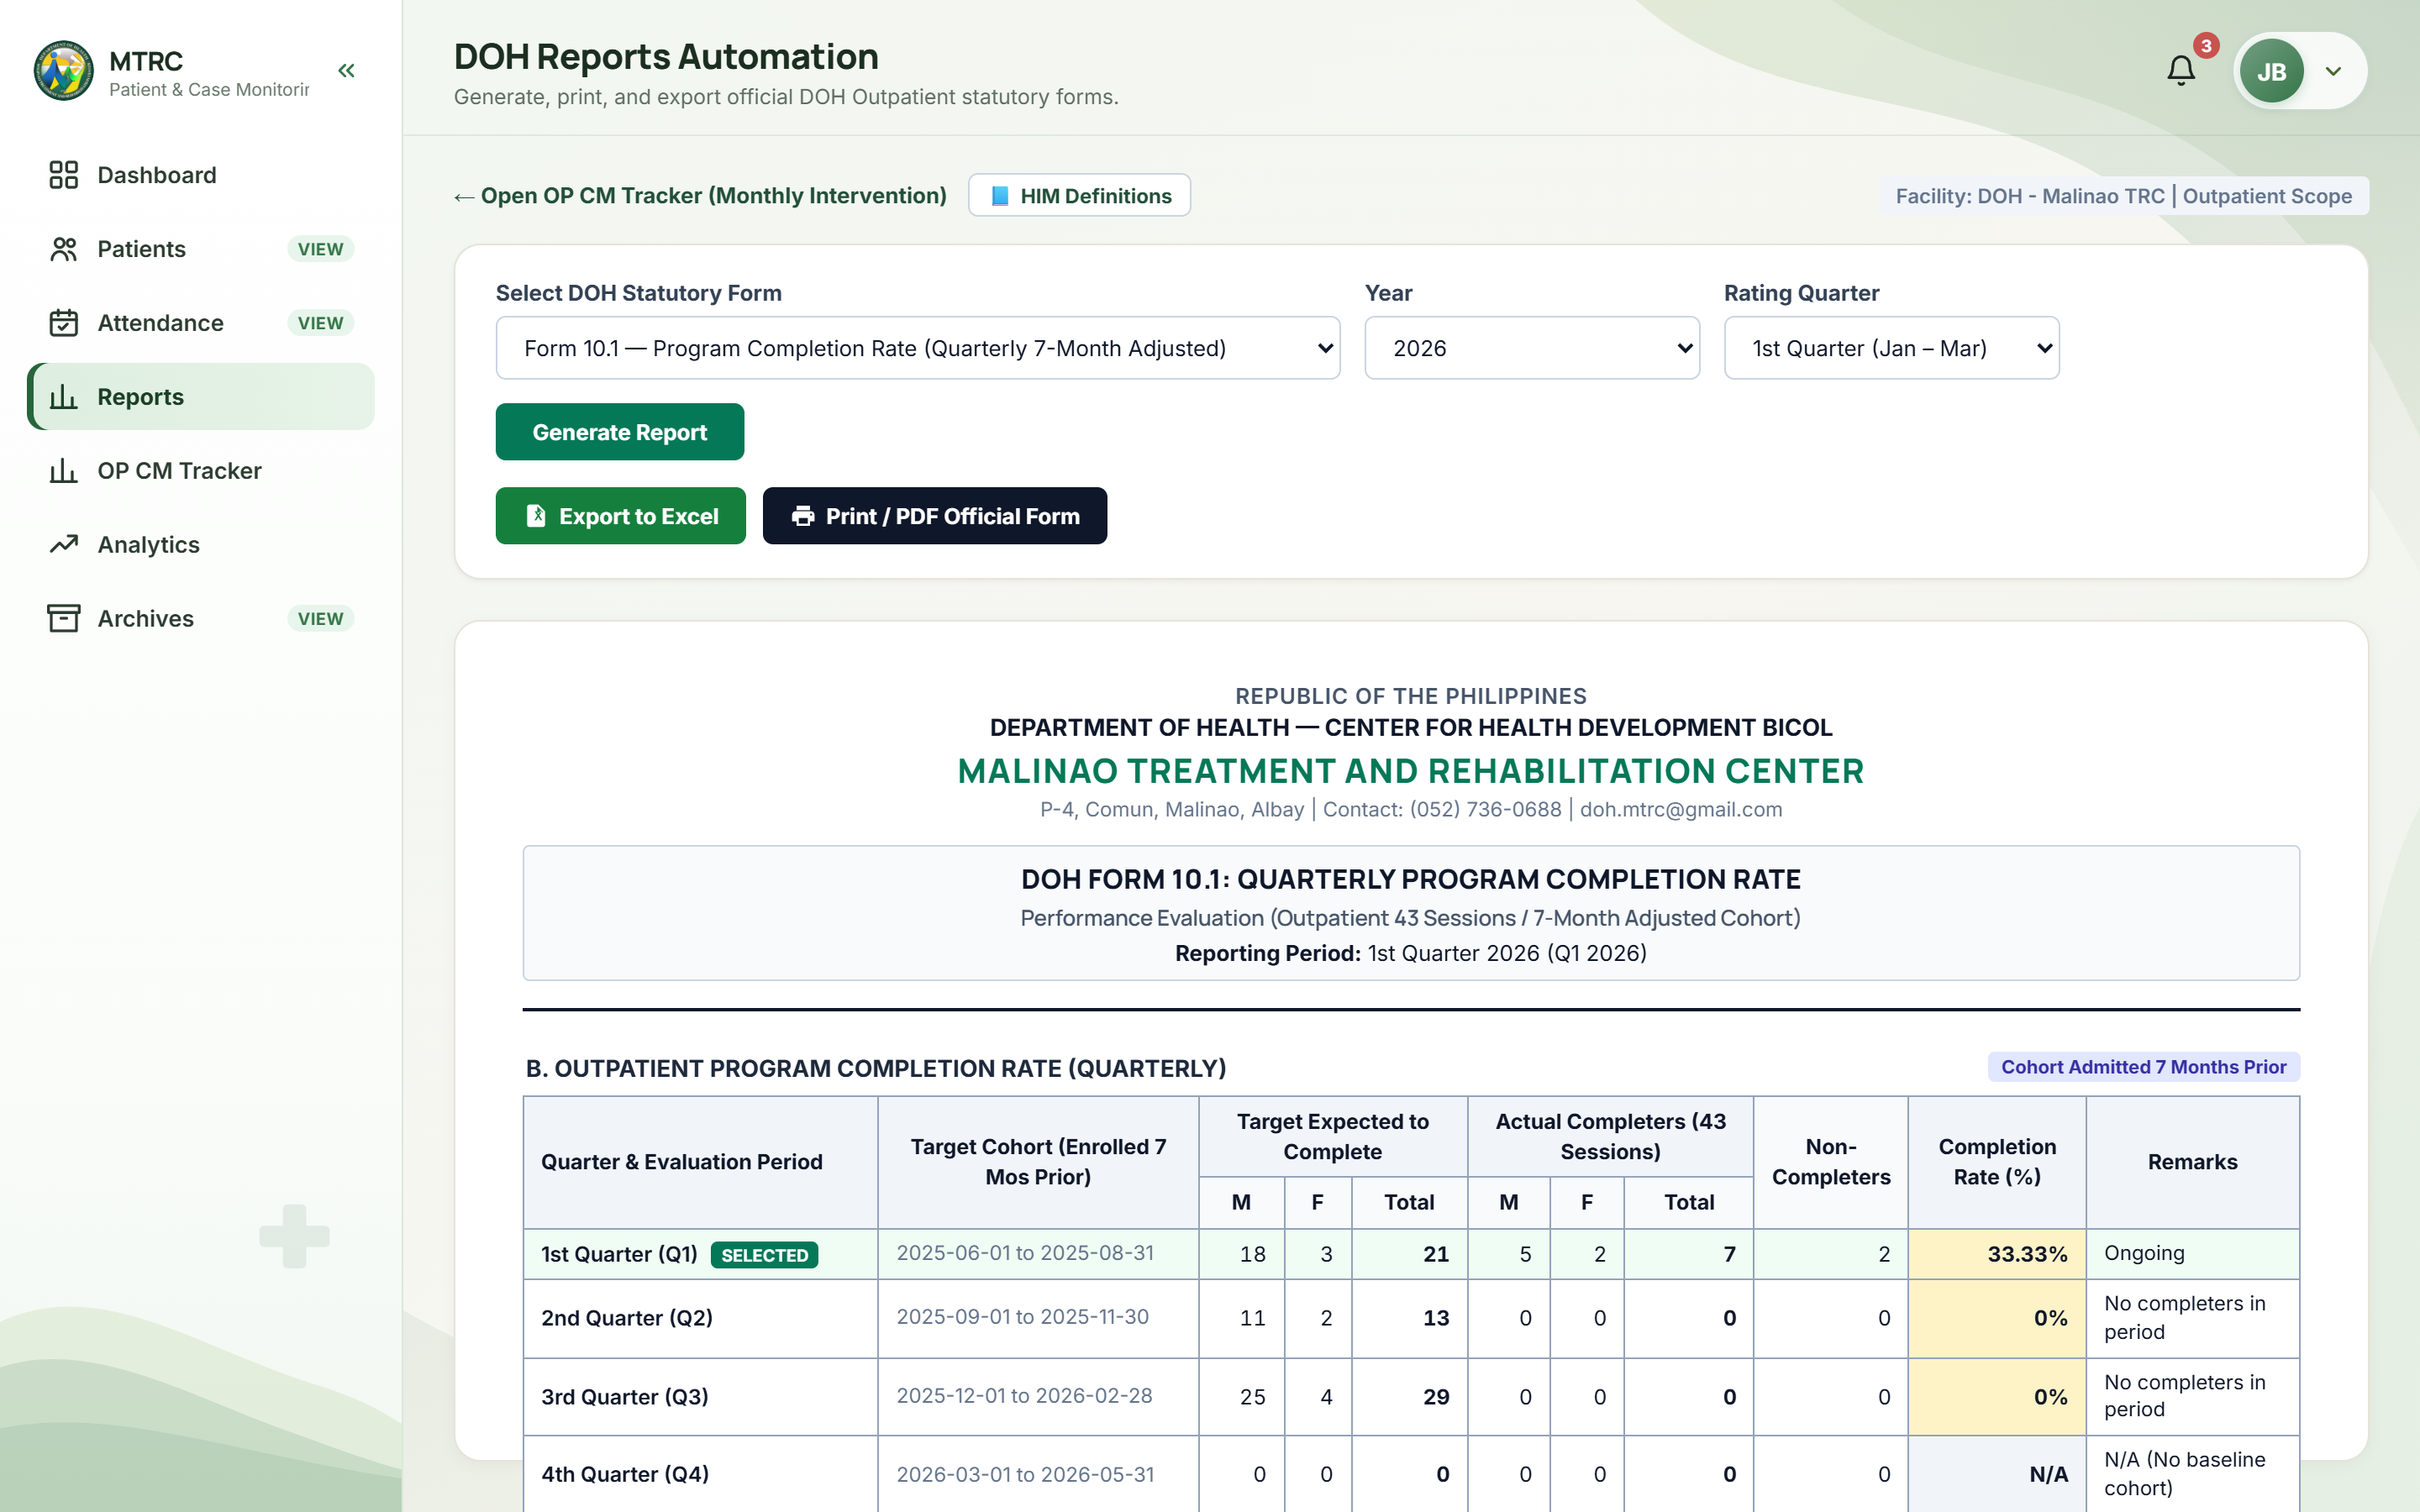 MTRC
Patient & Case Monitorir
Dashboard
Patients VIEW
Attendance VIEW
Reports
OP CM Tracker
Analytics
Archives VIEW
DOH Reports Automation
Generate, print, and export official DOH Outpatient statutory forms.
3
JB
← Open OP CM Tracker (Monthly Intervention)
HIM Definitions
Facility: DOH - Malinao TRC | Outpatient Scope
Select DOH Statutory Form
Form 10.1 — Program Completion Rate (Quarterly 7-Month Adjusted)
Year
2026
Rating Quarter
1st Quarter (Jan – Mar)
Generate Report
Export to Excel
Print / PDF Official Form
REPUBLIC OF THE PHILIPPINES
DEPARTMENT OF HEALTH — CENTER FOR HEALTH DEVELOPMENT BICOL
MALINAO TREATMENT AND REHABILITATION CENTER
P-4, Comun, Malinao, Albay | Contact: (052) 736-0688 | doh.mtrc@gmail.com
DOH FORM 10.1: QUARTERLY PROGRAM COMPLETION RATE
Performance Evaluation (Outpatient 43 Sessions / 7-Month Adjusted Cohort)
Reporting Period: 1st Quarter 2026 (Q1 2026)
B. OUTPATIENT PROGRAM COMPLETION RATE (QUARTERLY)
Cohort Admitted 7 Months Prior
Quarter & Evaluation Period
Target Cohort (Enrolled 7
Mos Prior)
Target Expected to
Complete
Actual Completers (43
Sessions)
Non-
Completers
Completion
Rate (%)
Remarks
M F Total M F Total
1st Quarter (Q1) SELECTED 2025-06-01 to 2025-08-31 18 3 21 5 2 7 2 33.33% Ongoing
2nd Quarter (Q2) 2025-09-01 to 2025-11-30 11 2 13 0 0 0 0 0% No completers in
period
3rd Quarter (Q3) 2025-12-01 to 2026-02-28 25 4 29 0 0 0 0 0% No completers in
period
4th Quarter (Q4) 2026-03-01 to 2026-05-31 0 0 0 0 0 0 0 N/A N/A (No baseline
cohort)